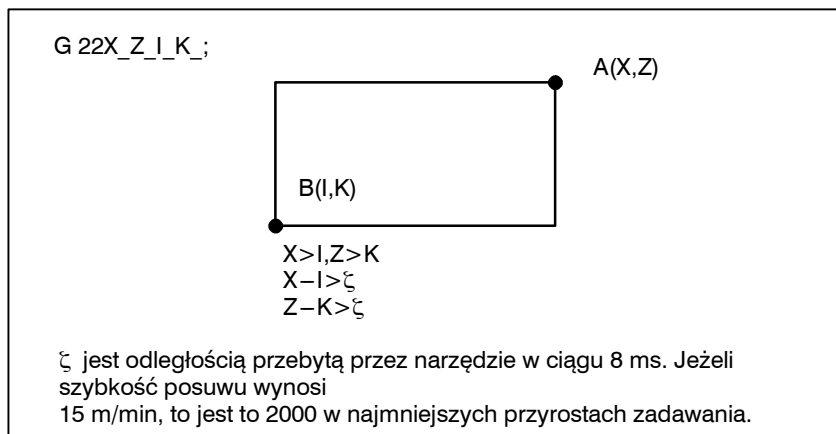 G 22X_Z_I_K_;
A(X,Z)
B(I,K)
X>I,Z>K
X−I>ζ
Z−K>ζ
ζ jest odległością przebytą przez narzędzie w ciągu 8 ms. Jeżeli
szybkość posuwu wynosi
15 m/min, to jest to 2000 w najmniejszych przyrostach zadawania.